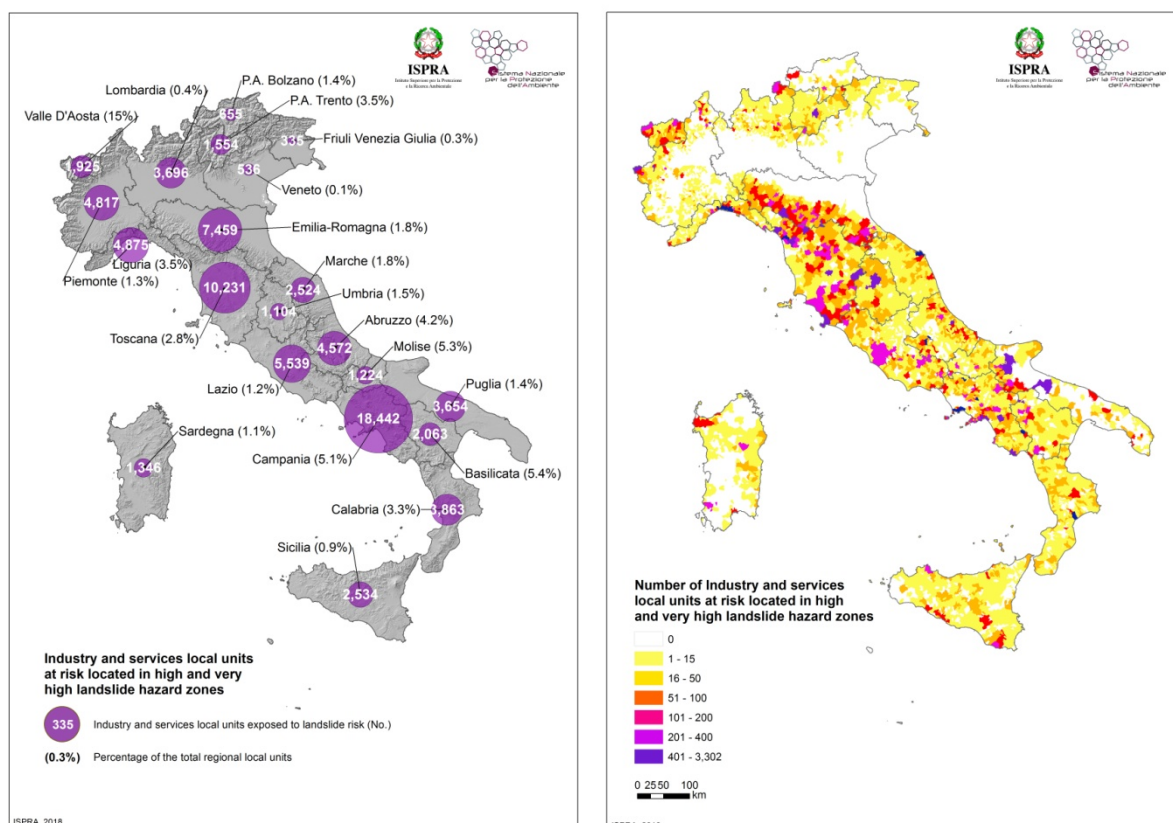 ISPRA
Istituto Superiore per la Protezione
e la Ricerca Ambientale
Sistema Nazionale
per la Protezione
dell'Ambiente
P.A. Bolzano (1.4%)
Lombardia (0.4%)
P.A. Trento (3.5%)
Valle D'Aosta (15%)
855
1,554
335
Friuli Venezia Giulia (0.3%)
1,925
3,696
536
Veneto (0.1%)
4,817
7,459
Emilia-Romagna (1.8%)
4,875
Liguria (3.5%)
Marche (1.8%)
Piemonte (1.3%)
10,231
2,524
Umbria (1.5%)
1,104
Abruzzo (4.2%)
Toscana (2.8%)
4,572
Molise (5.3%)
5,539
1,224
Puglia (1.4%)
Lazio (1.2%)
3,654
18,442
Sardegna (1.1%)
2,063
Campania (5.1%)
1,346
Basilicata (5.4%)
Calabria (3.3%)
3,863
Sicilia (0.9%)
2,534
Industry and services local units
at risk located in high and very
high landslide hazard zones
335
Industry and services local units exposed to landslide risk (No.)
(0.3%)
Percentage of the total regional local units
ISPRA, 2018
ISPRA
Istituto Superiore per la Protezione
e la Ricerca Ambientale
Sistema Nazionale
per la Protezione
dell'Ambiente
Number of Industry and services
local units at risk located in high
and very high landslide hazard zones
0
1 - 15
16 - 50
51 - 100
101 - 200
201 - 400
401 - 3,302
0 25 50 100
km